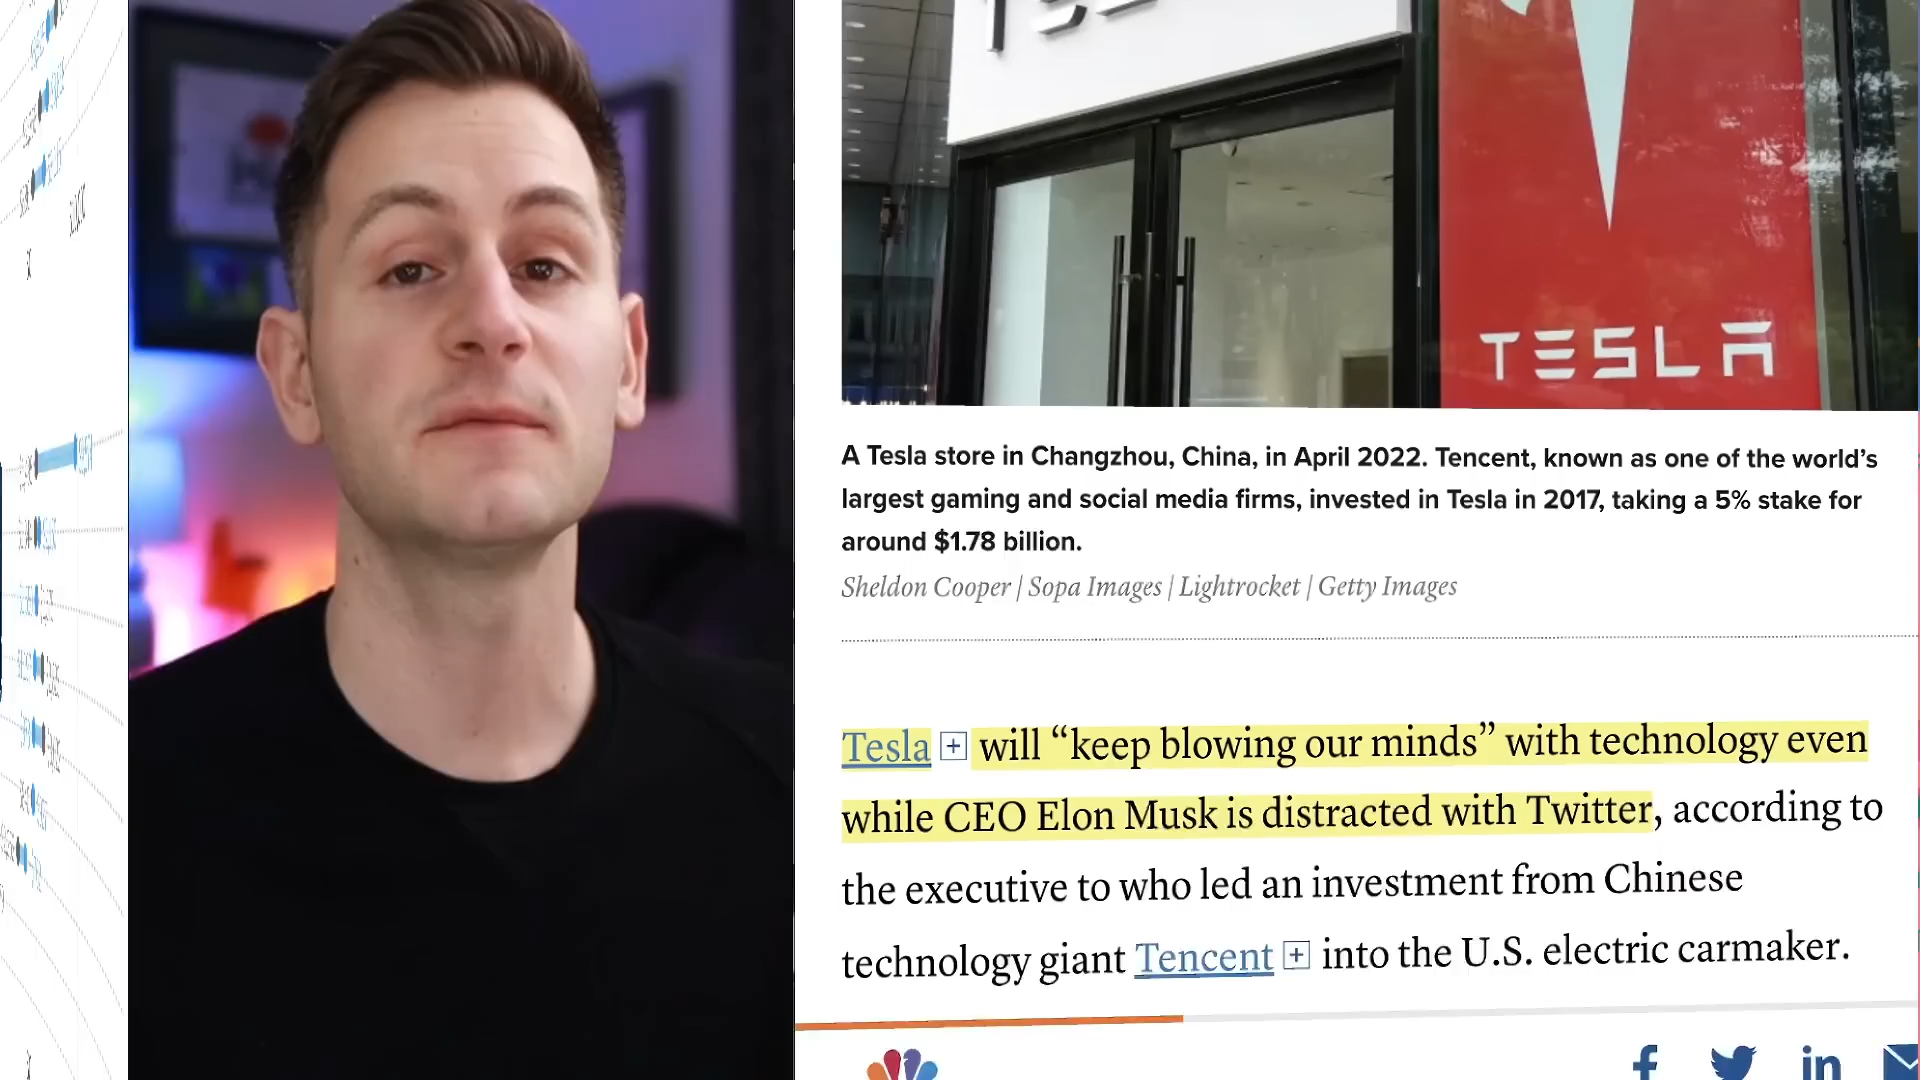 TESLA
A Tesla store in Changzhou, China, in April 2022. Tencent, known as one of the world’s
largest gaming and social media firms, invested in Tesla in 2017, taking a 5% stake for
around $1.78 billion.
Sheldon Cooper | Sopa Images | Lightrocket | Getty Images
Tesla + will “keep blowing our minds” with technology even
while CEO Elon Musk is distracted with Twitter, according to
the executive to who led an investment from Chinese
technology giant Tencent + into the U.S. electric carmaker.
in